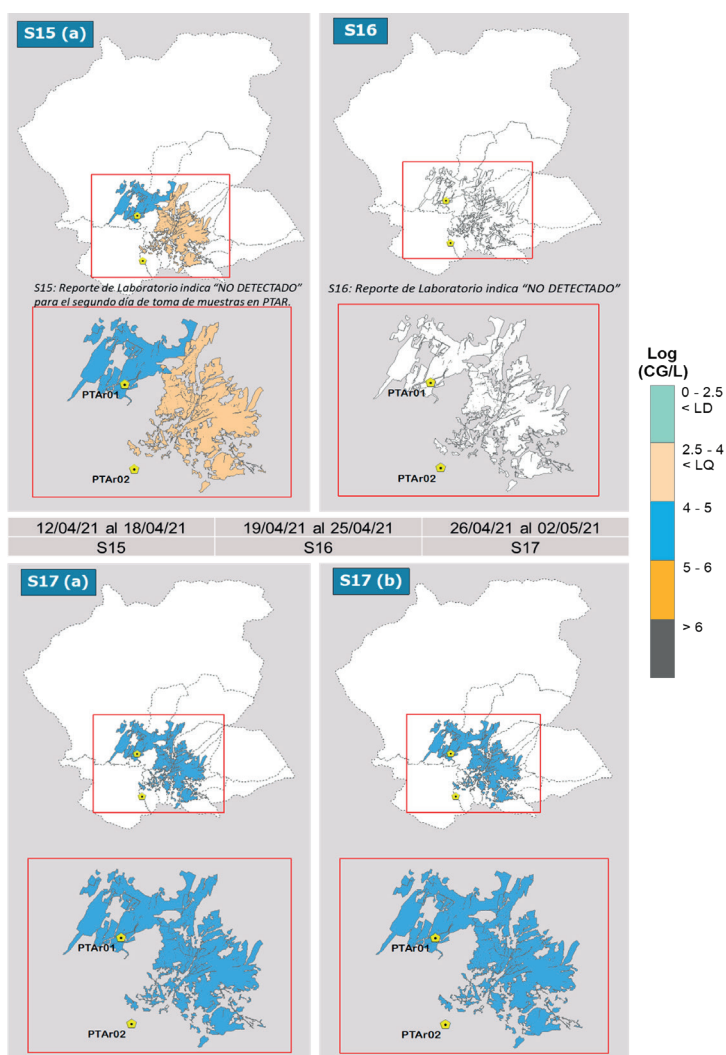 S15 (a)
S16
S15: Reporte de Laboratorio indica “NO DETECTADO”
para el segundo día de toma de muestras en PTAR.
S16: Reporte de Laboratorio indica “NO DETECTADO”
PTAr01
PTAr02
PTAr01
PTAr02
Log
(CG/L)
0 - 2.5
< LD
2.5 - 4
< LQ
4 - 5
5 - 6
> 6
12/04/21 al 18/04/21 19/04/21 al 25/04/21 26/04/21 al 02/05/21
S15 S16 S17
S17 (a)
S17 (b)
PTAr01
PTAr02
PTAr01
PTAr02